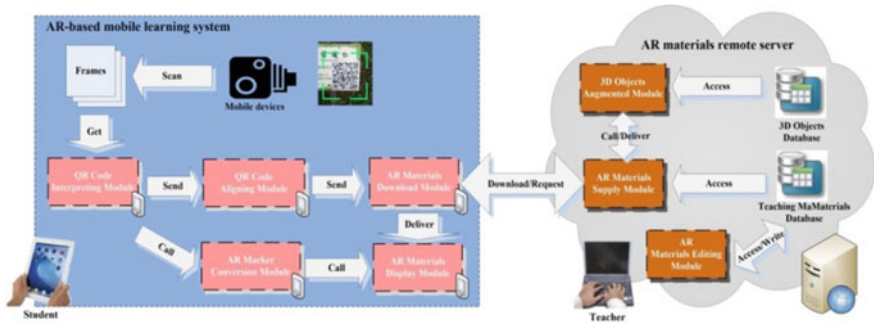 AR-based mobile learning system
Frames
Scan
Mobile devices
Get
QR Code
Interpreting Module
Send
QR Code
Aligning Module
Send
AR Materials
Download Module
Deliver
Call
AR Marker
Conversion Module
Call
AR Materials
Display Module
Student
Download/Request
AR materials remote server
3D Objects
Augmented Module
Access
3D Objects
Database
Call/Deliver
AR Materials
Supply Module
Access
Teaching MaMaterials
Database
Access/Write
AR
Materials Editing
Module
Teacher